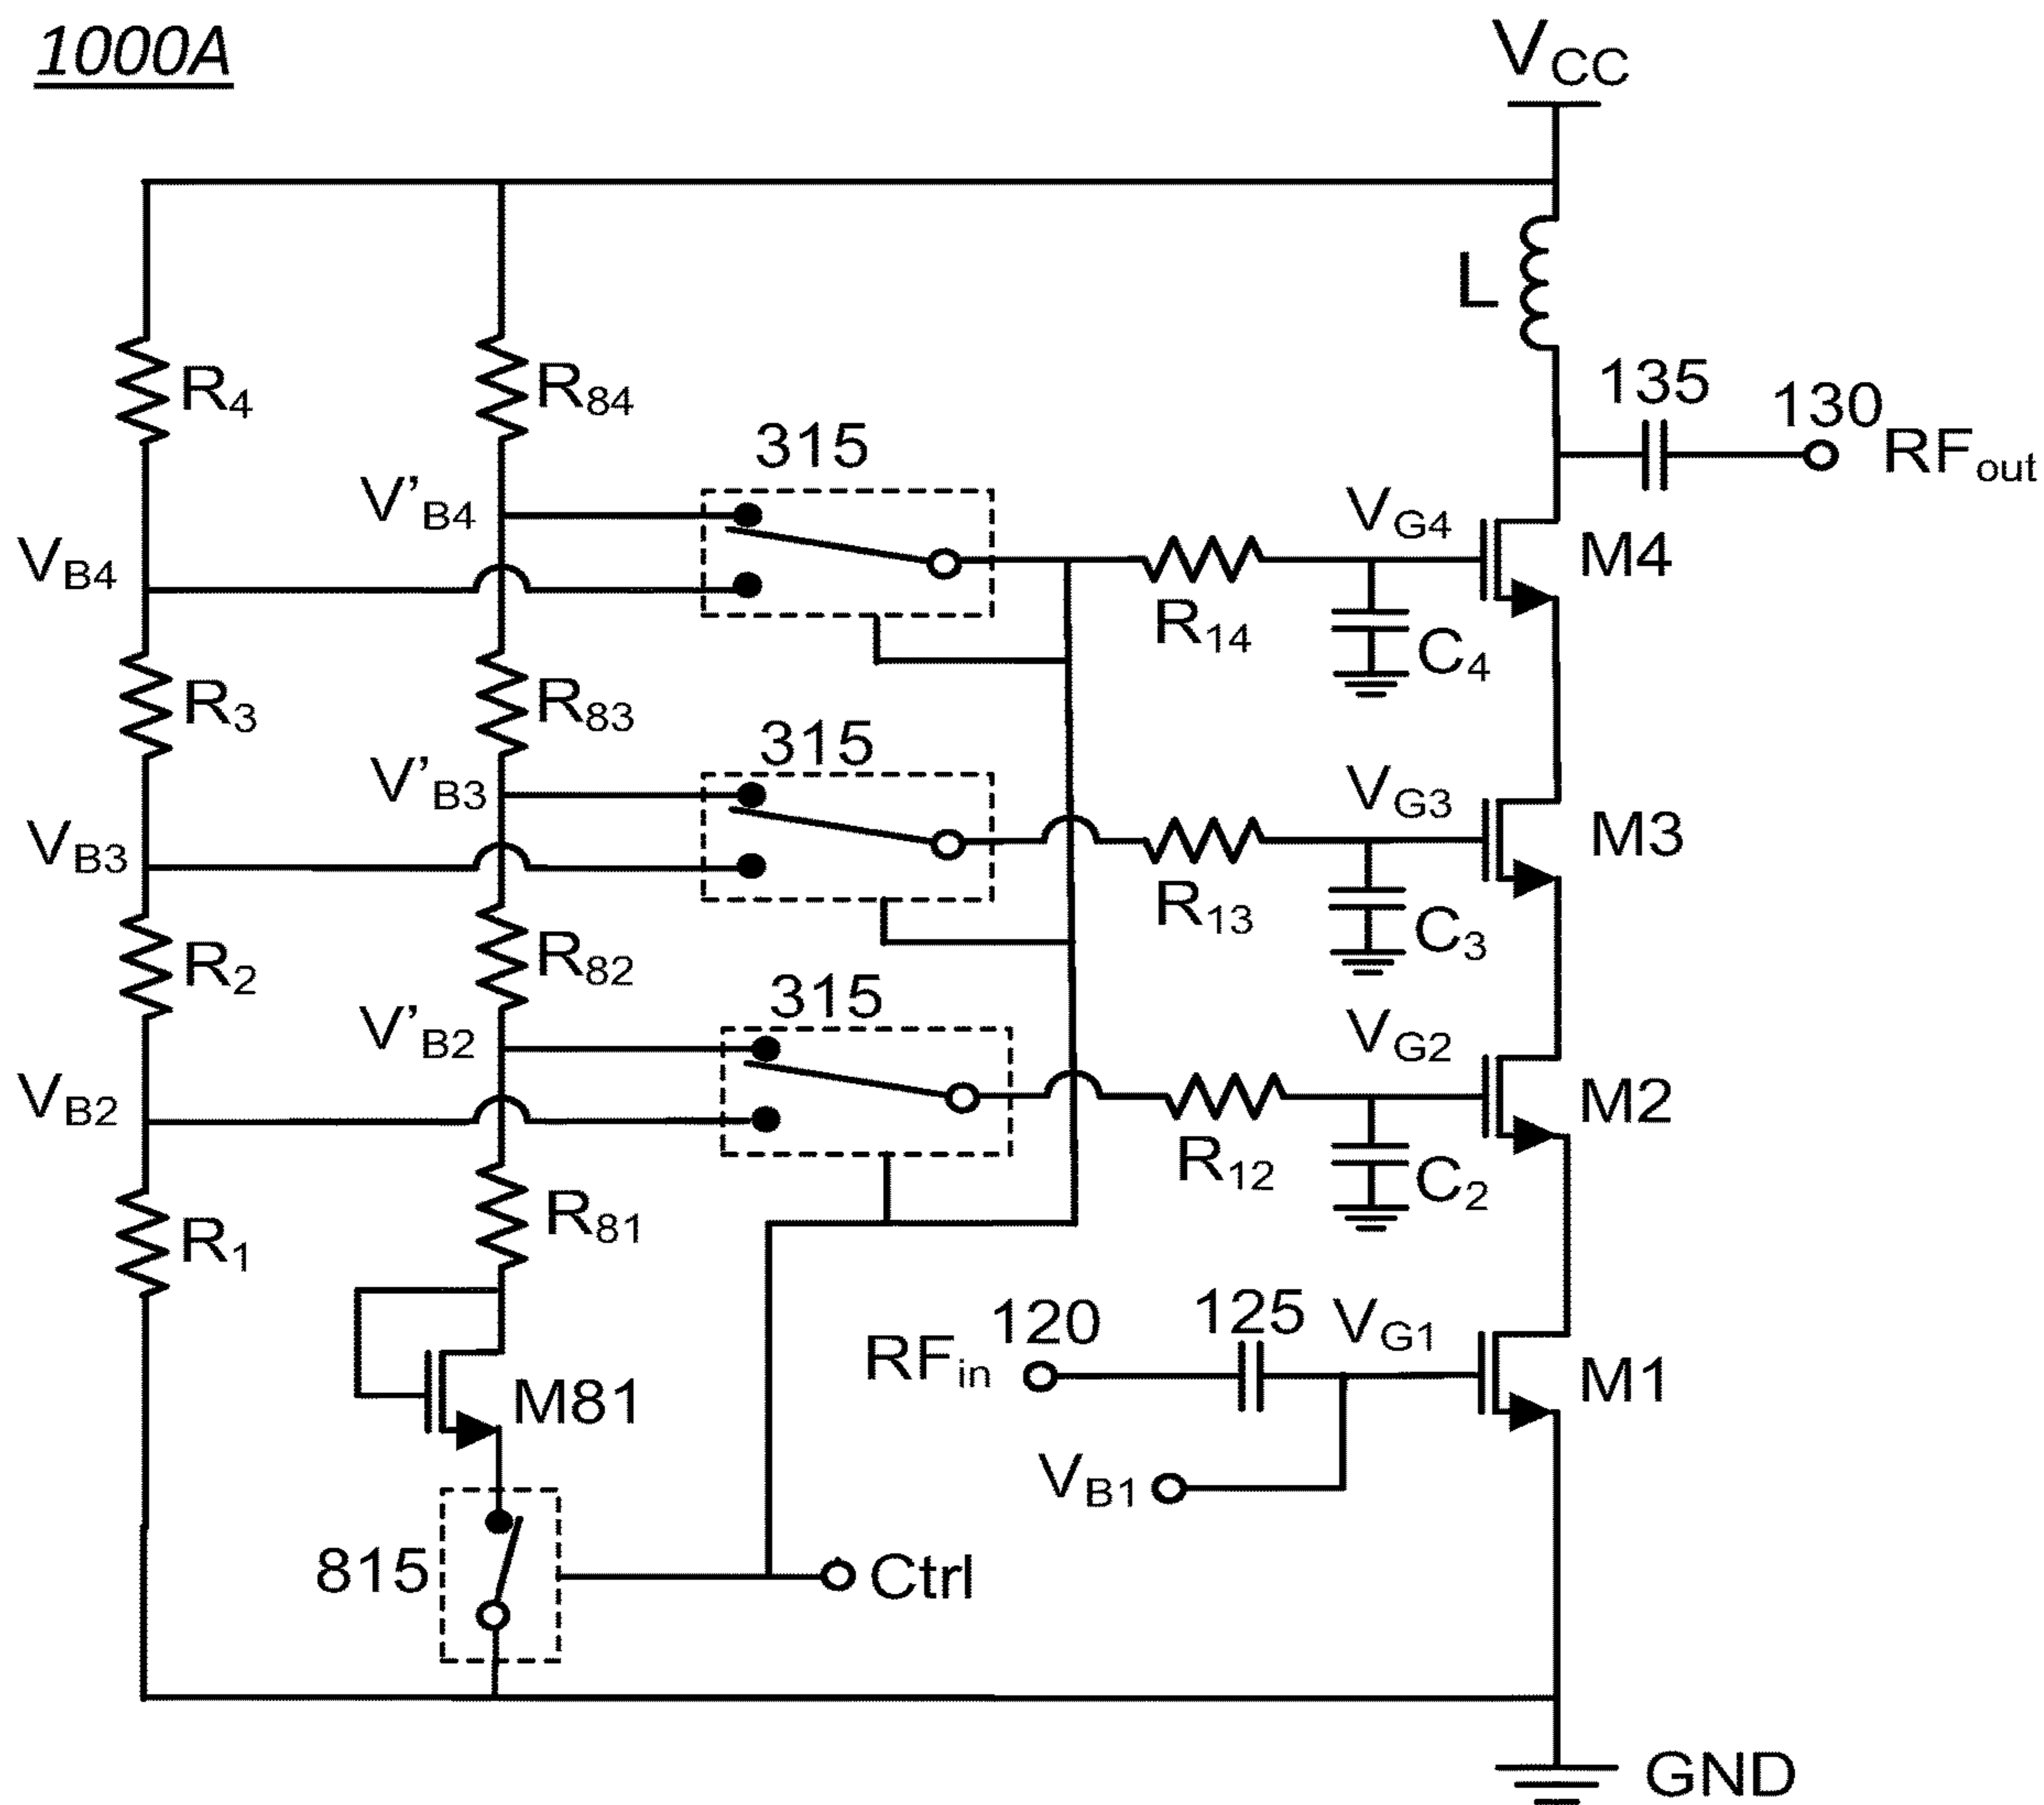 1000A
VCC
L
135
130
RFout
R4
R84
315
V'B4
VB4
VG4
M4
R14
C4
R3
R83
315
V'B3
VB3
VG3
M3
R13
C3
R2
R82
315
V'B2
VB2
VG2
M2
R12
C2
R1
R81
120
125
VG1
RFin
M1
M81
VB1
815
Ctrl
GND